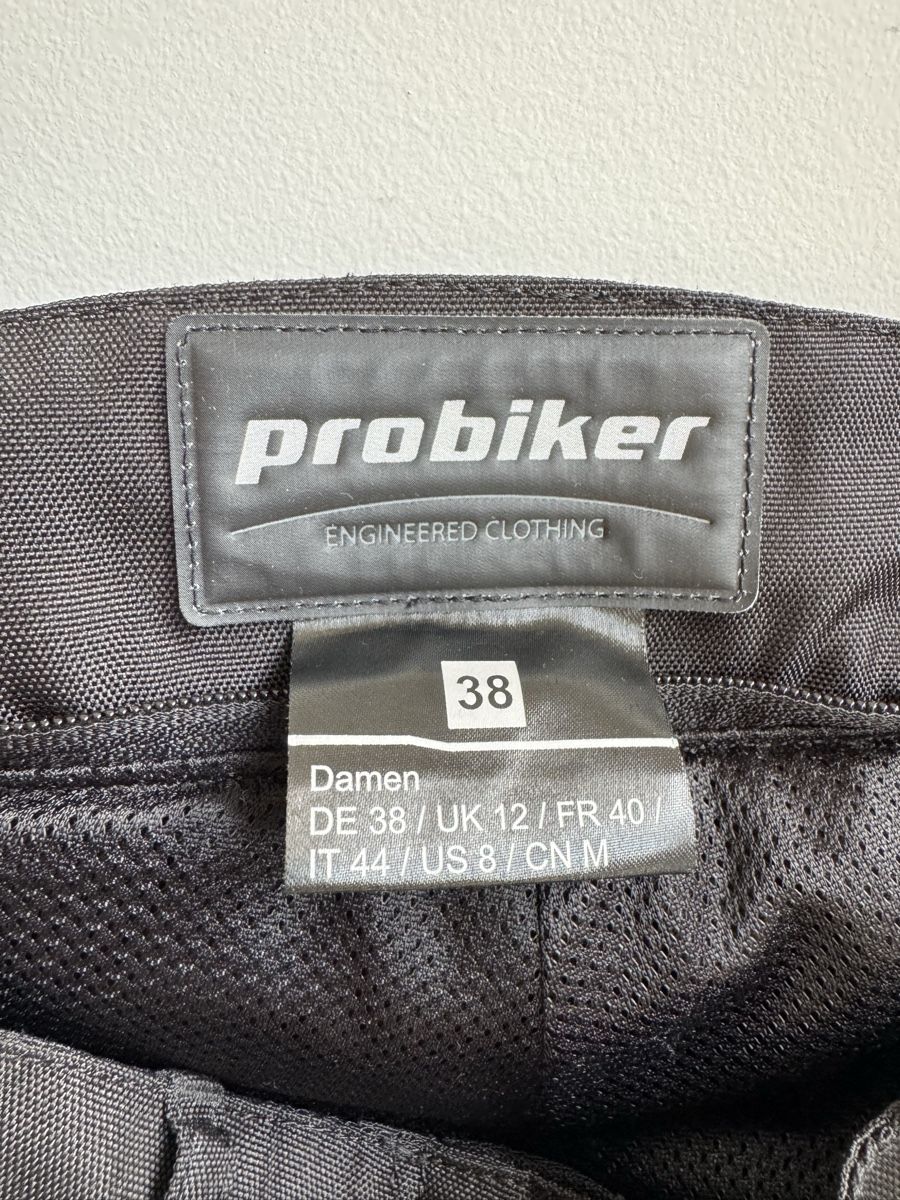 probiker
ENGINEERED CLOTHING
38
Damen
DE 38 / UK 12 / FR 40 /
IT 44 / US 8 / CN M